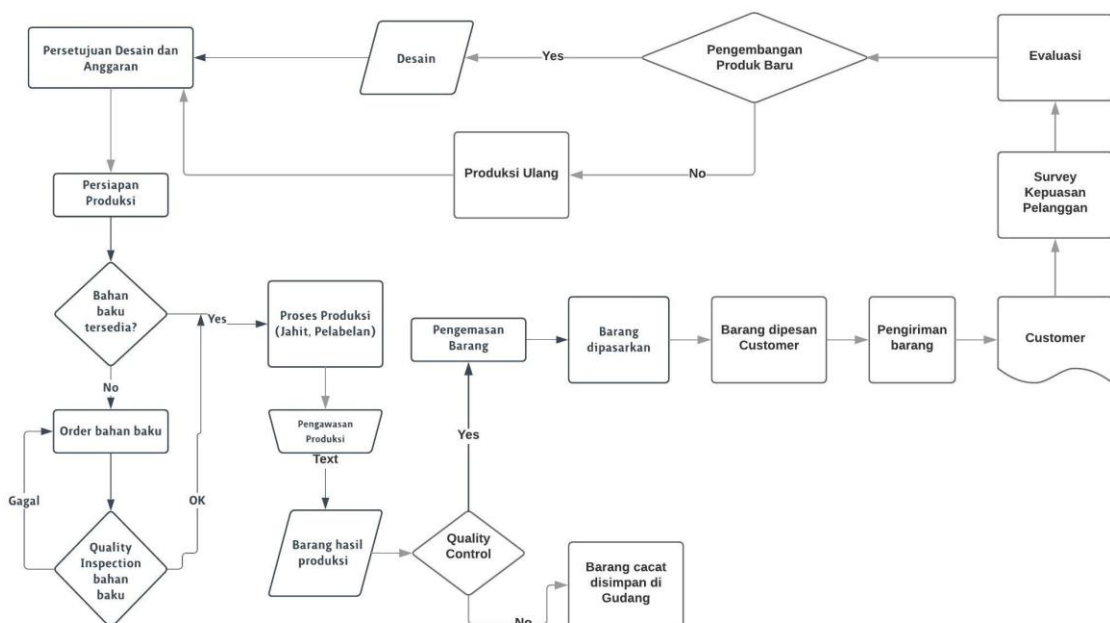 Persetujuan Desain dan
Anggaran
Desain
Yes
Pengembangan
Produk Baru
Evaluasi
Produksi Ulang
No
Survey
Kepuasan
Pelanggan
Persiapan
Produksi
Bahan
baku
tersedia?
Yes
Proses Produksi
(Jahit, Pelabelan)
Pengemasan
Barang
Barang
dipasarkan
Barang dipesan
Customer
Pengiriman
barang
Customer
No
Order bahan baku
Pengawasan
Produksi
Text
Yes
Gagal
OK
Quality
Inspection
bahan
baku
Barang hasil
produksi
Quality
Control
Barang cacat
disimpan di
Gudang
No